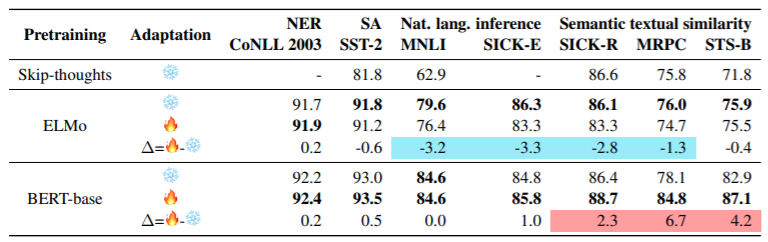 Pretraining Adaptation NER SA Nat. lang. inference Semantic textual similarity
CoNLL 2003 SST-2 MNLI SICK-E SICK-R MRPC STS-B
Skip-thoughts ❄️ - 81.8 62.9 - 86.6 75.8 71.8
❄️ 91.7 91.8 79.6 86.3 86.1 76.0 75.9
ELMo 🔥 91.9 91.2 76.4 83.3 83.3 74.7 75.5
Δ=🔥-❄️ 0.2 -0.6 -3.2 -3.3 -2.8 -1.3 -0.4
❄️ 92.2 93.0 84.6 84.8 86.4 78.1 82.9
BERT-base 🔥 92.4 93.5 84.6 85.8 88.7 84.8 87.1
Δ=🔥-❄️ 0.2 0.5 0.0 1.0 2.3 6.7 4.2